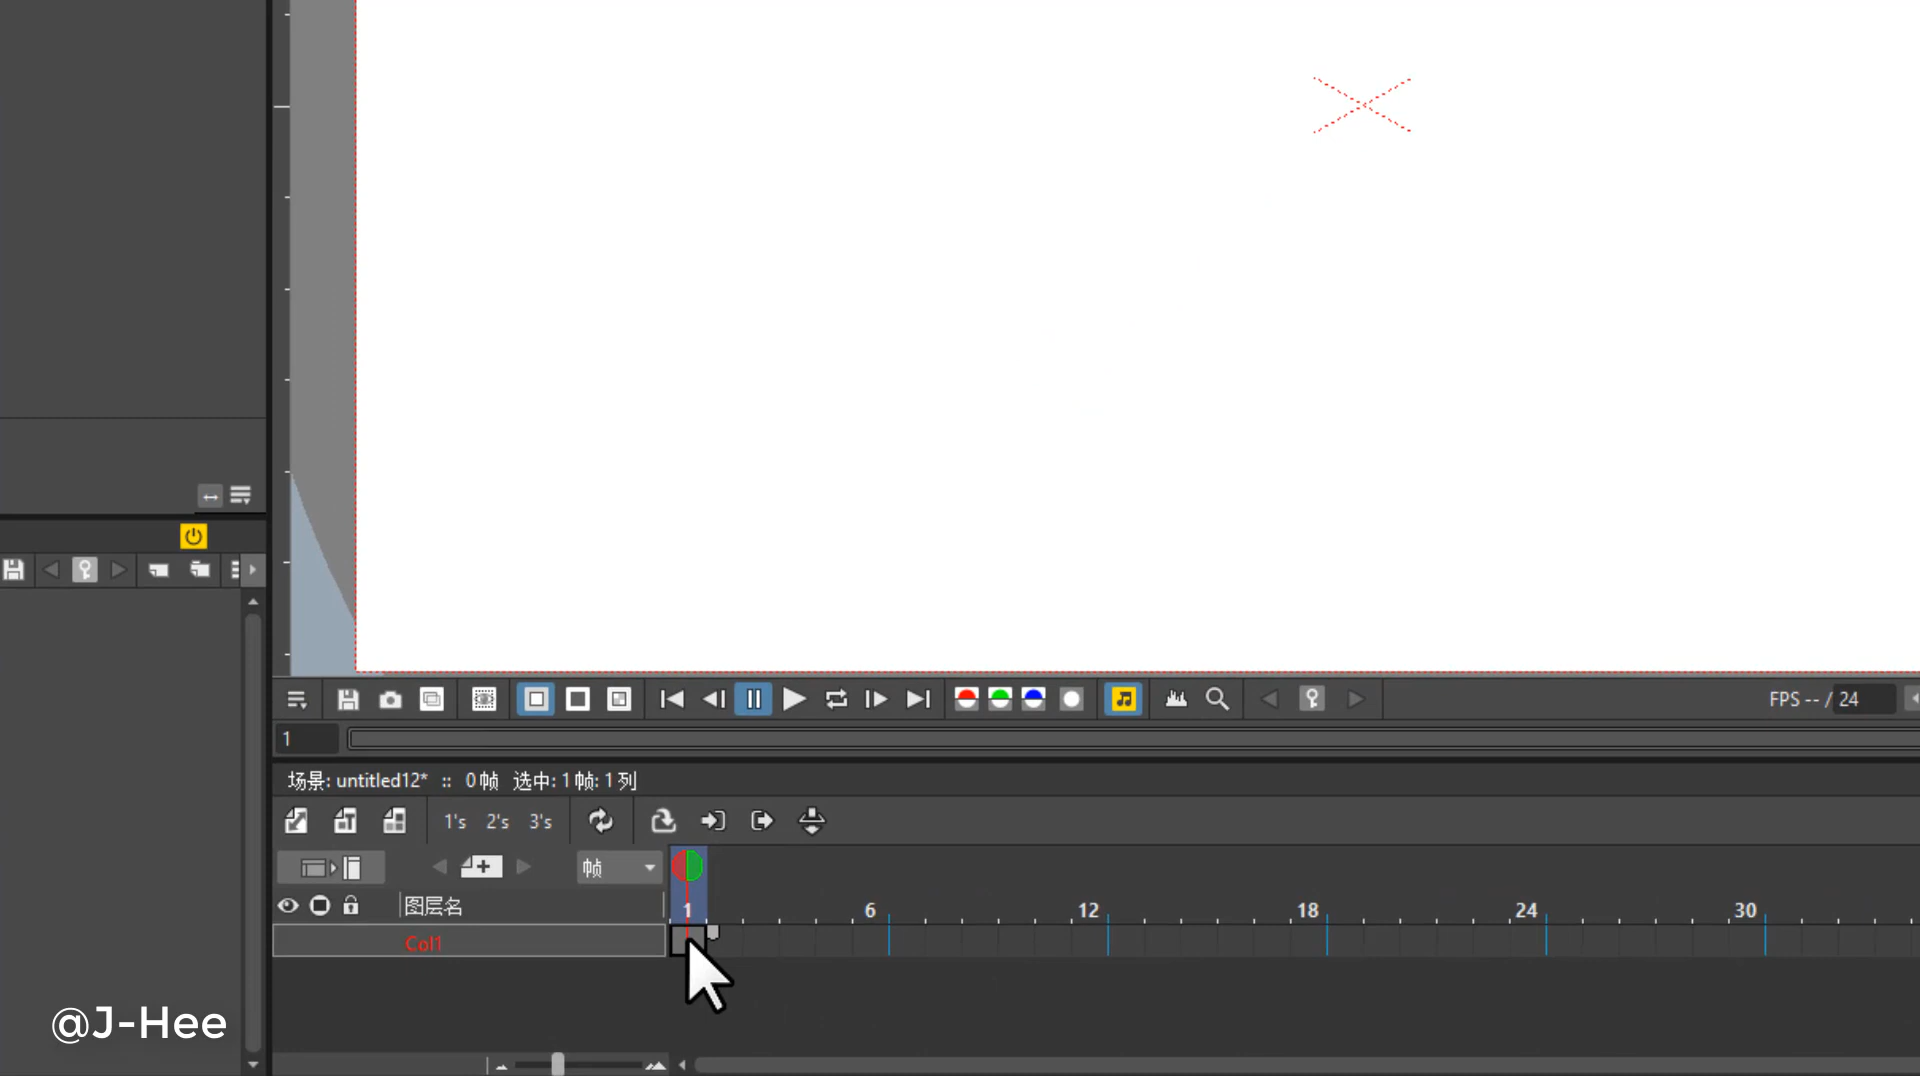 FPS -- / 24
1
场景: untitled12* :: 0帧 选中: 1帧: 1列
1's 2's 3's
帧
图层名
1 6 12 18 24 30
Col1
@J-Hee